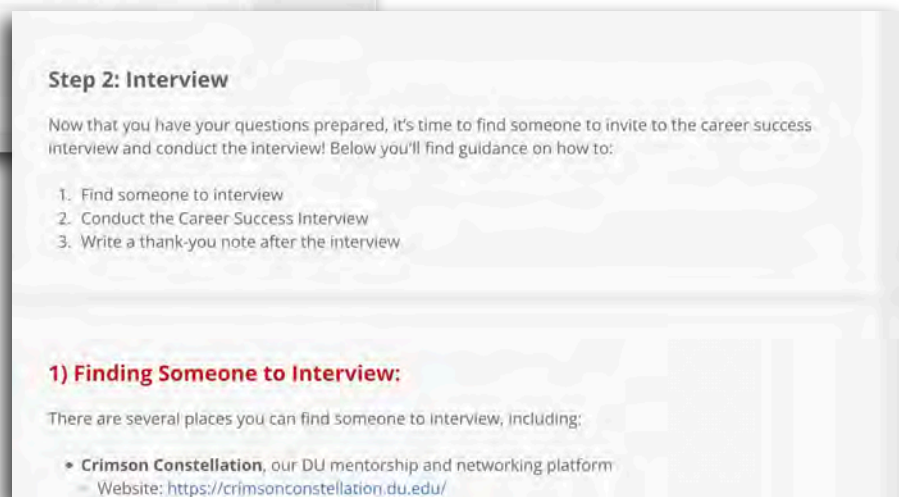 Step 2: Interview
Now that you have your questions prepared, it's time to find someone to invite to the career success
interview and conduct the interview! Below you'll find guidance on how to:
1. Find someone to interview
2. Conduct the Career Success Interview
3. Write a thank-you note after the interview
1) Finding Someone to Interview:
There are several places you can find someone to interview, including:
• Crimson Constellation, our DU mentorship and networking platform
– Website: https://crimsonconstellation.du.edu/